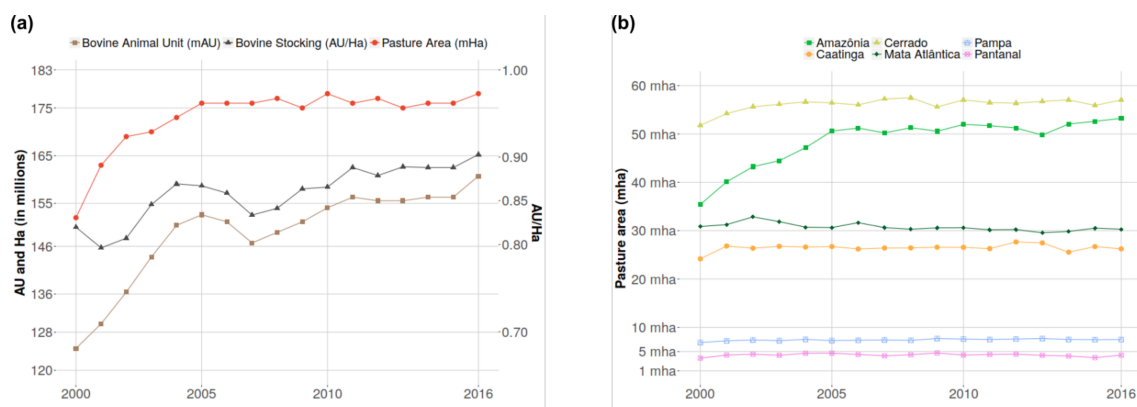 (a)
Bovine Animal Unit (mAU) Bovine Stocking (AU/Ha) Pasture Area (mHa)
183
175
165
155
146
136
128
120
AU and Ha (in millions)
1.00
0.90
0.85
0.80
0.70
AU/Ha
2000 2005 2010 2016
(b)
Amazônia Cerrado Pampa
Caatinga Mata Atlântica Pantanal
60 mha
50 mha
40 mha
30 mha
20 mha
10 mha
5 mha
1 mha
Pasture area (mha)
2000 2005 2010 2016